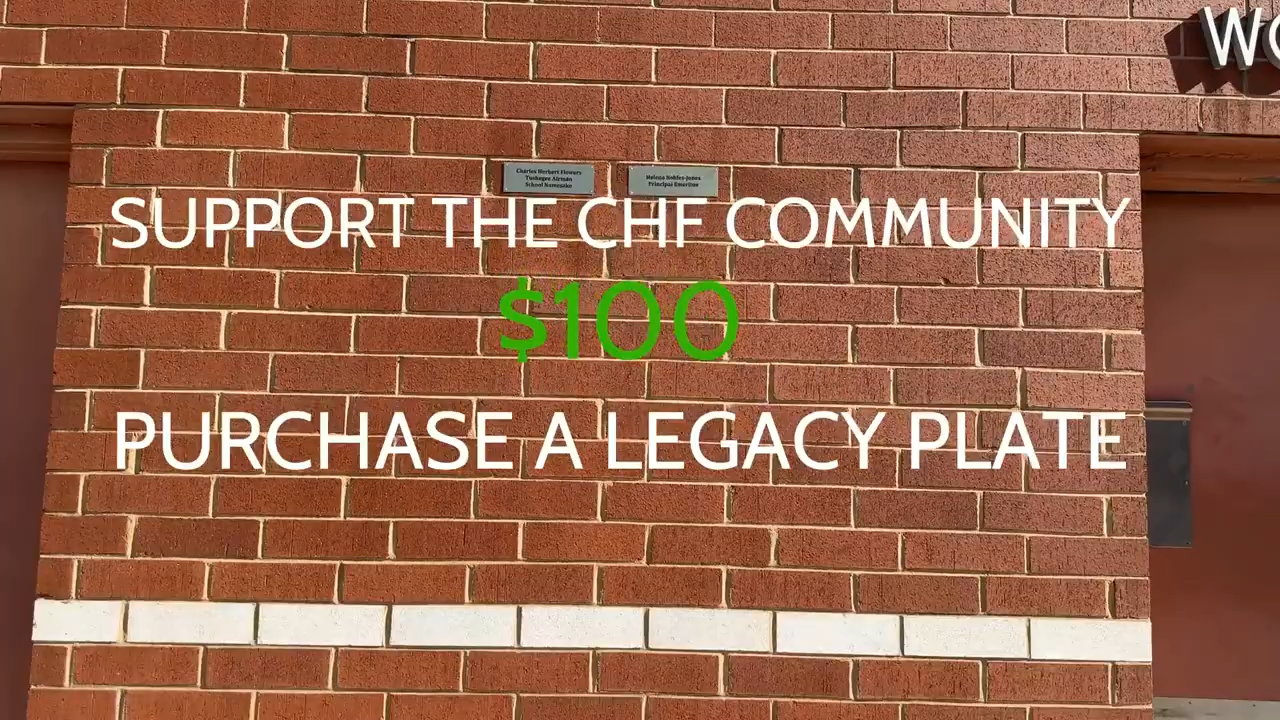 WO
Charles Herbert Flowers
Tuskegee Airman
School Namesake
Helena Nobles-Jones
Principal Emeritus
SUPPORT THE CHF COMMUNITY
$100
PURCHASE A LEGACY PLATE